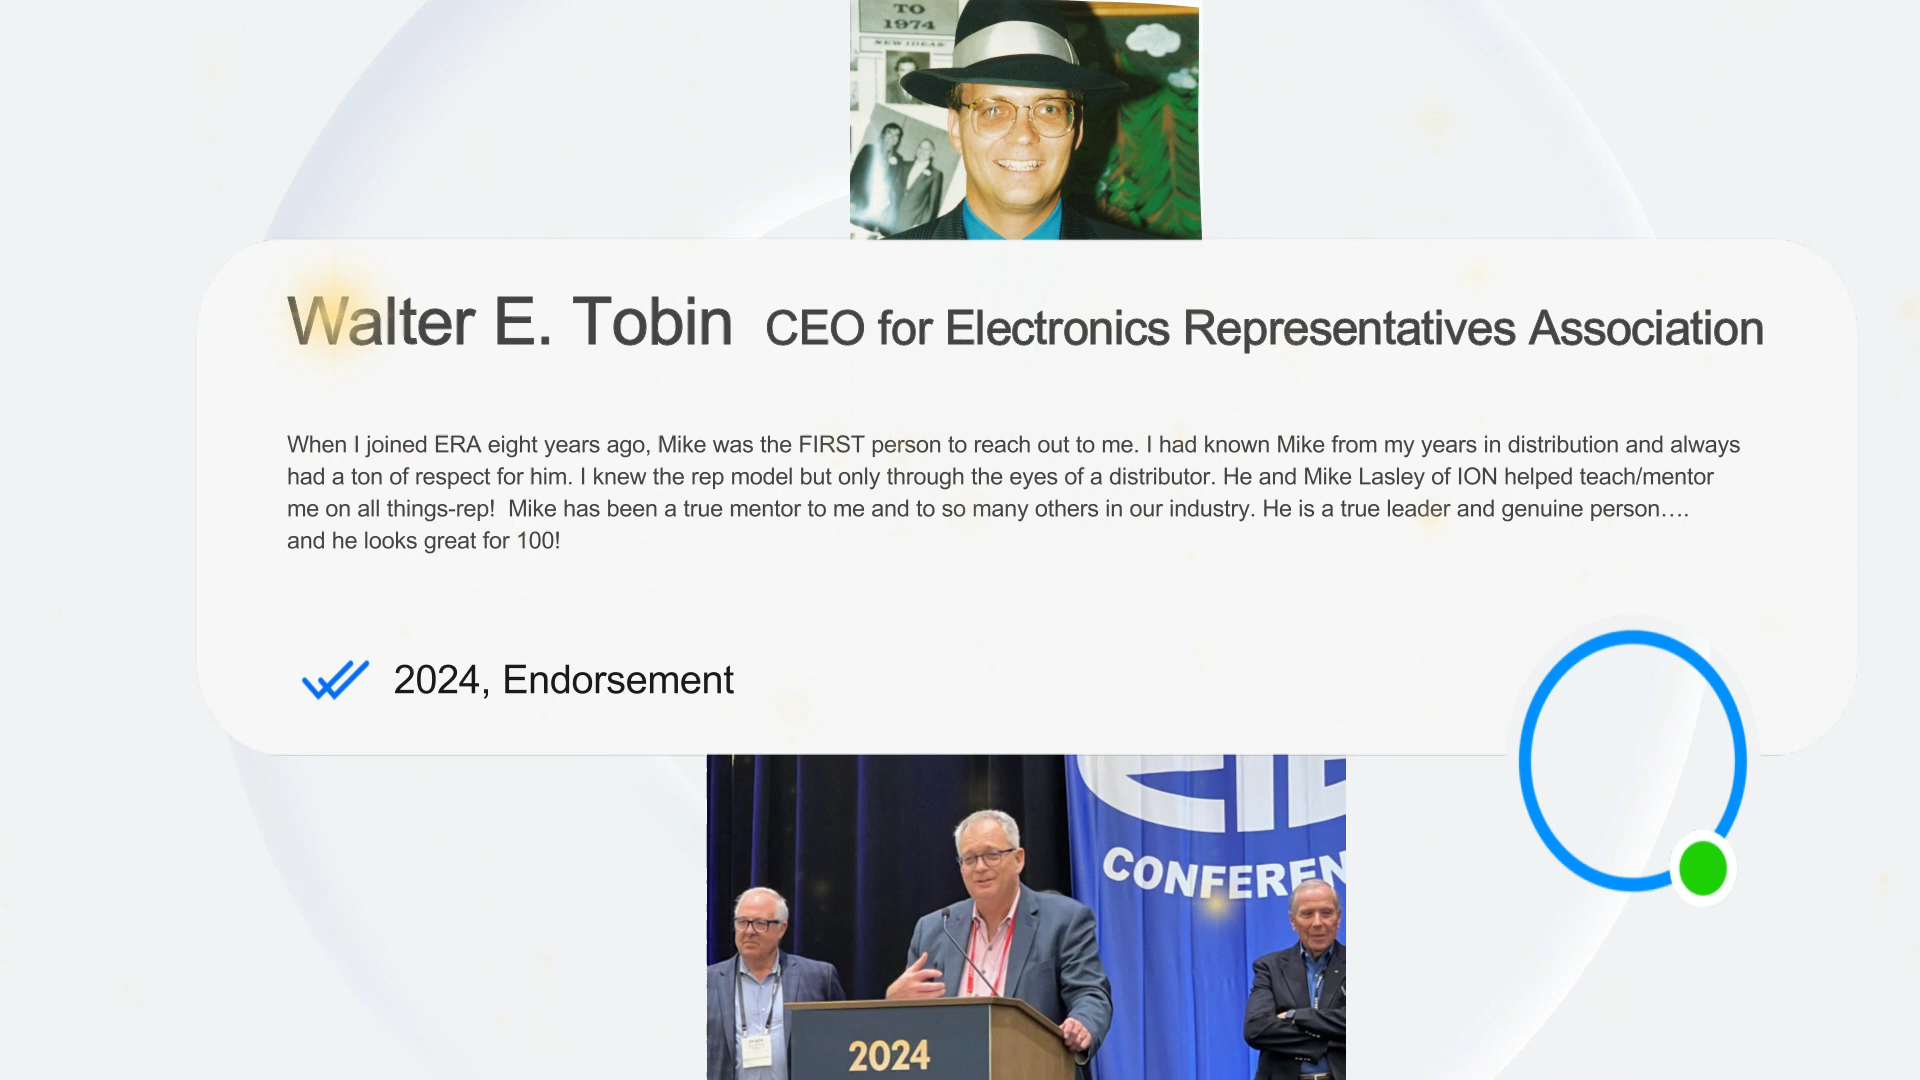 TO
1974
NEW IDEAS
Walter E. Tobin CEO for Electronics Representatives Association
When I joined ERA eight years ago, Mike was the FIRST person to reach out to me. I had known Mike from my years in distribution and always
had a ton of respect for him. I knew the rep model but only through the eyes of a distributor. He and Mike Lasley of ION helped teach/mentor
me on all things-rep!  Mike has been a true mentor to me and to so many others in our industry. He is a true leader and genuine person….
and he looks great for 100!
2024, Endorsement
CONFEREN
2024